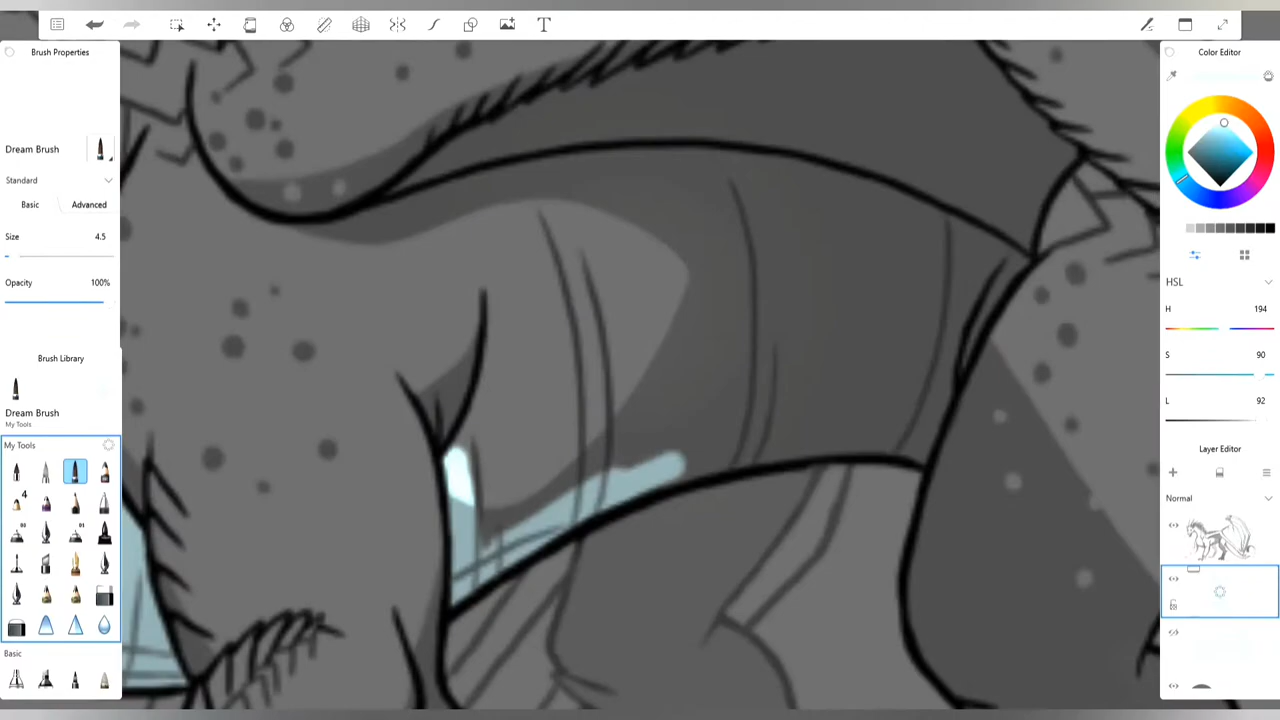 Brush Properties
Color Editor
Dream Brush
Standard
Basic Advanced
Size 4.5
Opacity 100%
HSL
H 194
S 90
L 92
Brush Library
Dream Brush
My Tools
My Tools
4
Basic
Layer Editor
Normal